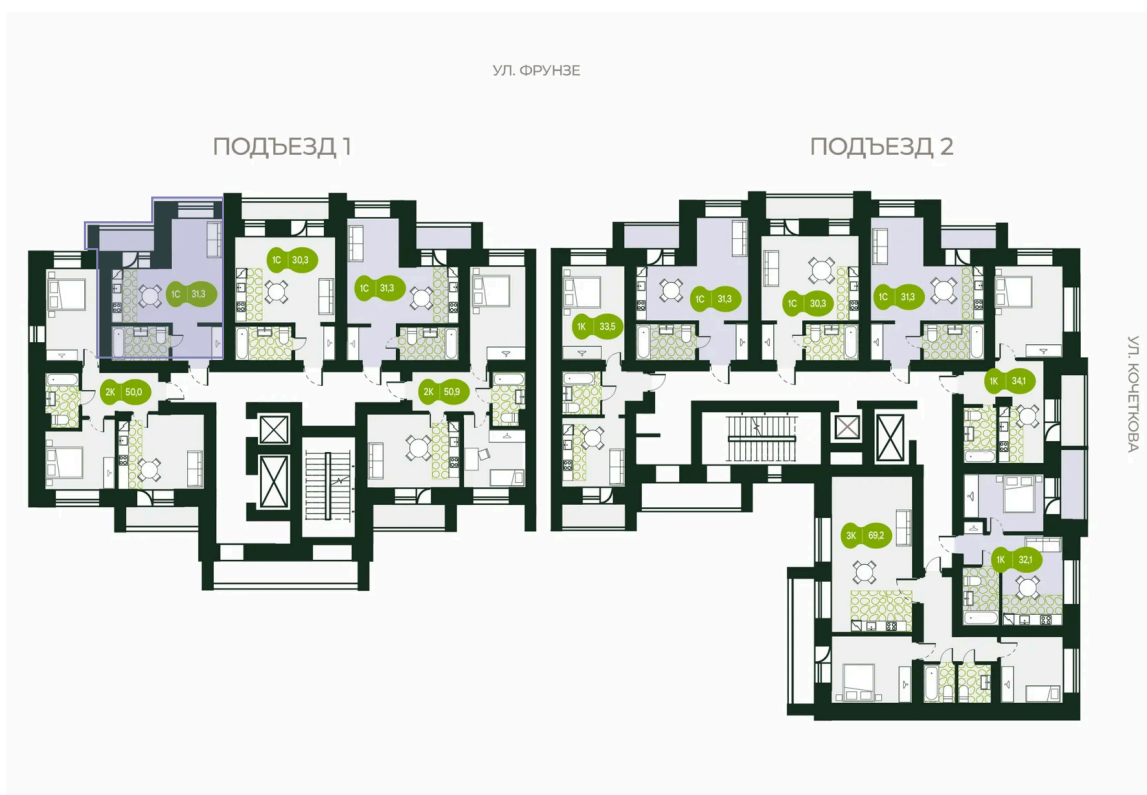 УЛ. ФРУНЗЕ
ПОДЪЕЗД 1
ПОДЪЕЗД 2
1С 31,3
1С 30,3
1С 31,3
2К 50,0
2К 50,9
1К 33,5
1С 31,3
1С 30,3
1С 31,3
1К 34,1
3К 69,2
1К 32,1
УЛ. КОЧЕТКОВА